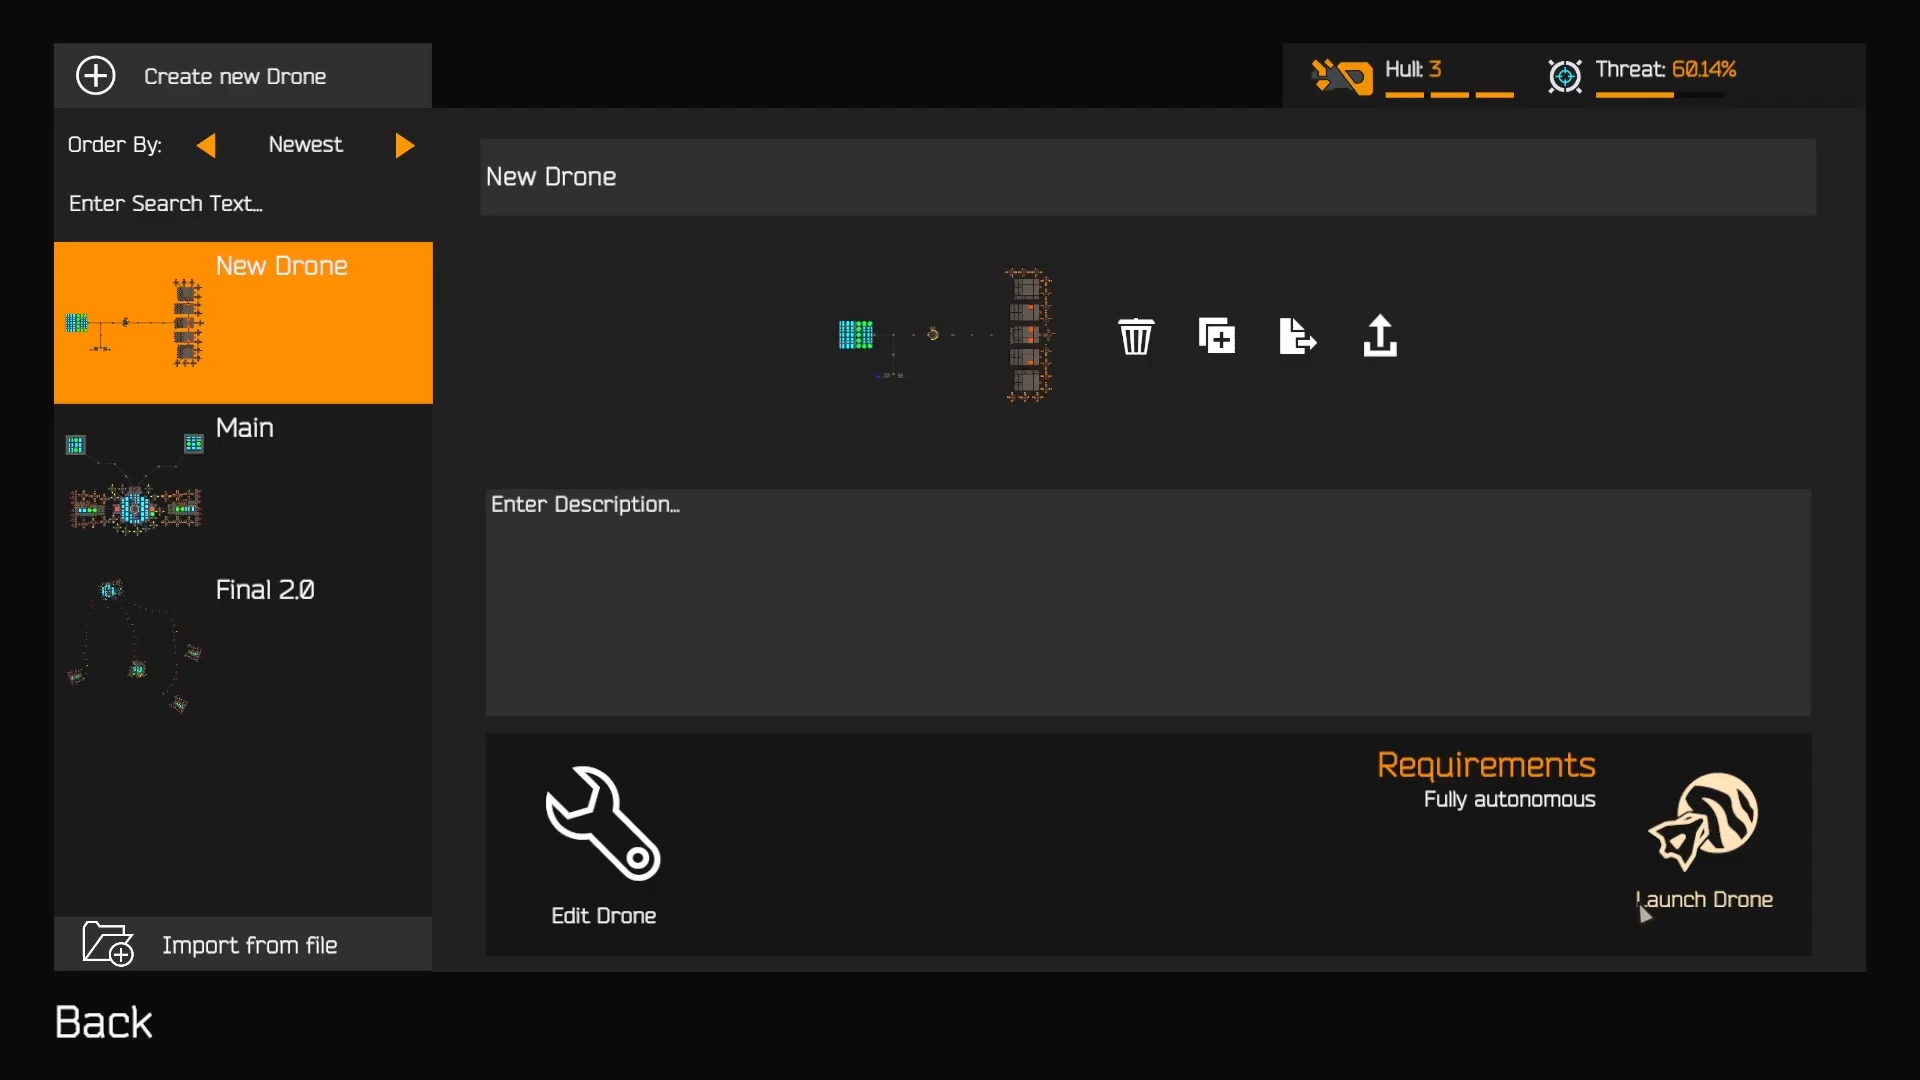 Create new Drone
Hull: 3
Threat: 60.14%
Order By:
Newest
Enter Search Text...
New Drone
Main
Final 2.0
Import from file
New Drone
Enter Description...
Edit Drone
Requirements
Fully autonomous
Launch Drone
Back